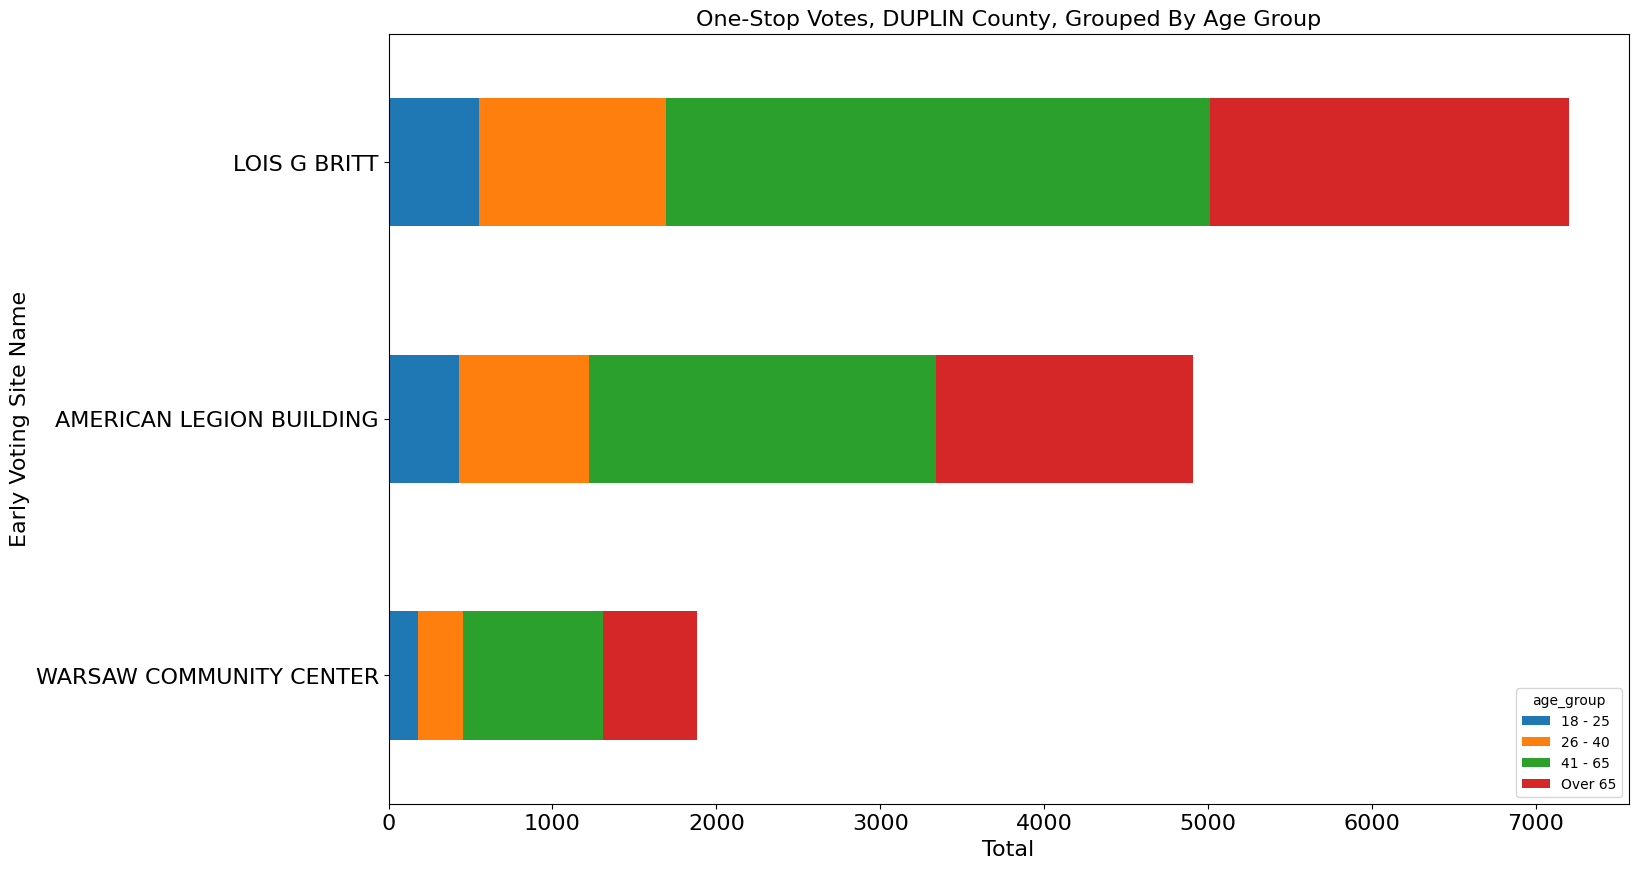 One-Stop Votes, DUPLIN County, Grouped By Age Group
Early Voting Site Name
LOIS G BRITT
AMERICAN LEGION BUILDING
WARSAW COMMUNITY CENTER
age_group
18 - 25
26 - 40
41 - 65
Over 65
0 1000 2000 3000 4000 5000 6000 7000
Total